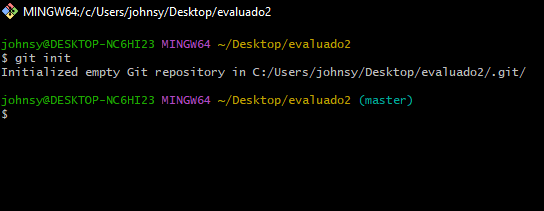 MINGW64:/c/Users/johnsy/Desktop/evaluado2
johnsy@DESKTOP-NC6HI23 MINGW64 ~/Desktop/evaluado2
$ git init
Initialized empty Git repository in C:/Users/johnsy/Desktop/evaluado2/.git/
johnsy@DESKTOP-NC6HI23 MINGW64 ~/Desktop/evaluado2 (master)
$